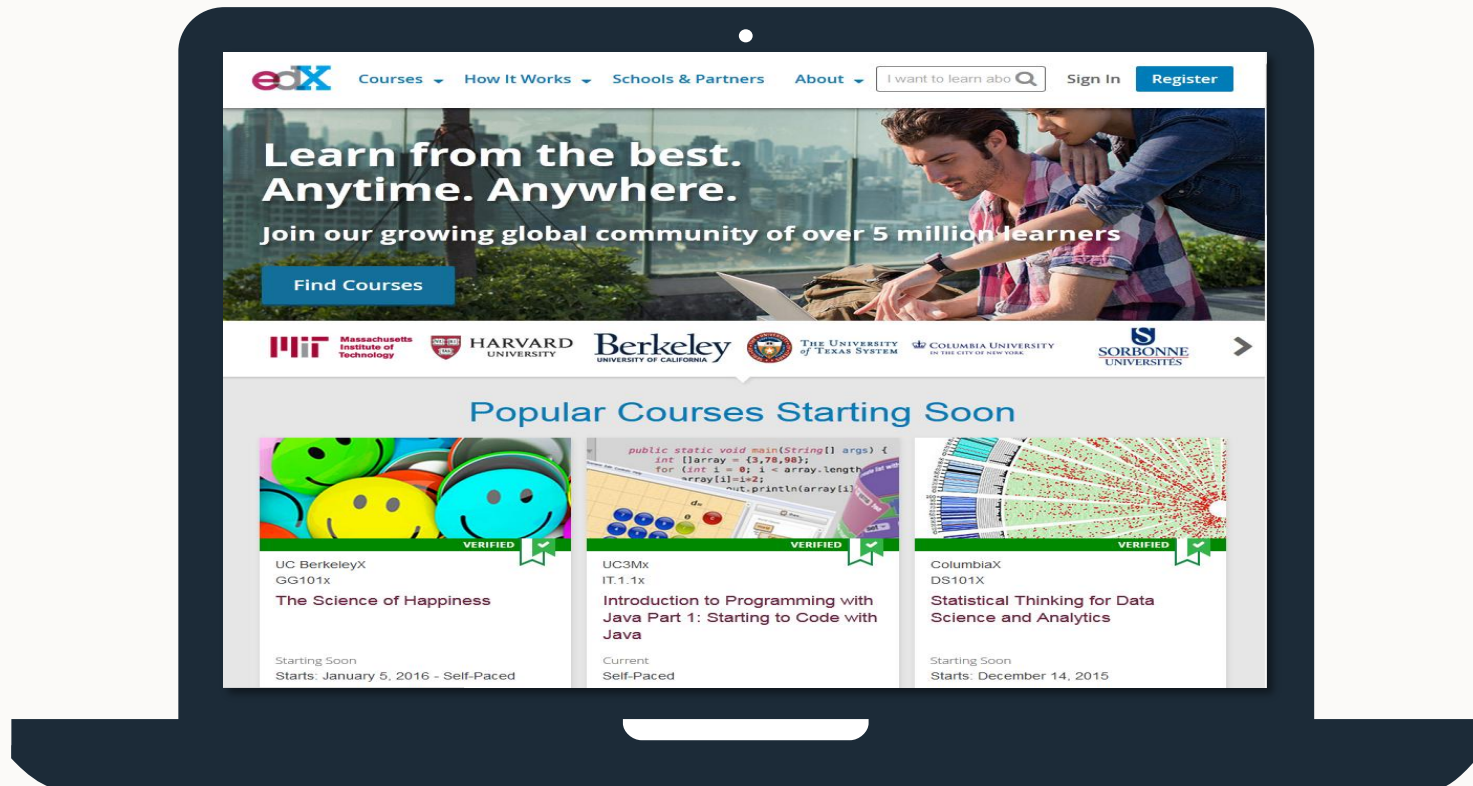 edX
Courses
How It Works
Schools & Partners
About
I want to learn abo
Sign In
Register
Learn from the best.
Anytime. Anywhere.
Join our growing global community of over 5 million learners
Find Courses
Massachusetts
Institute of
Technology
HARVARD
UNIVERSITY
Berkeley
UNIVERSITY OF CALIFORNIA
THE UNIVERSITY
of TEXAS SYSTEM
COLUMBIA UNIVERSITY
IN THE CITY OF NEW YORK
S
SORBONNE
UNIVERSITÉS
Popular Courses Starting Soon
public static void main(String[] args) {
int []array = {3,78,98};
for (int i = 0; i < array.length
array[i]=i*2;
out.println(array[i]
VERIFIED
UC BerkeleyX
GG101x
The Science of Happiness
Starting Soon
Starts: January 5, 2016 - Self-Paced
VERIFIED
UC3Mx
IT.1.1x
Introduction to Programming with
Java Part 1: Starting to Code with
Java
Current
Self-Paced
VERIFIED
ColumbiaX
DS101X
Statistical Thinking for Data
Science and Analytics
Starting Soon
Starts: December 14, 2015